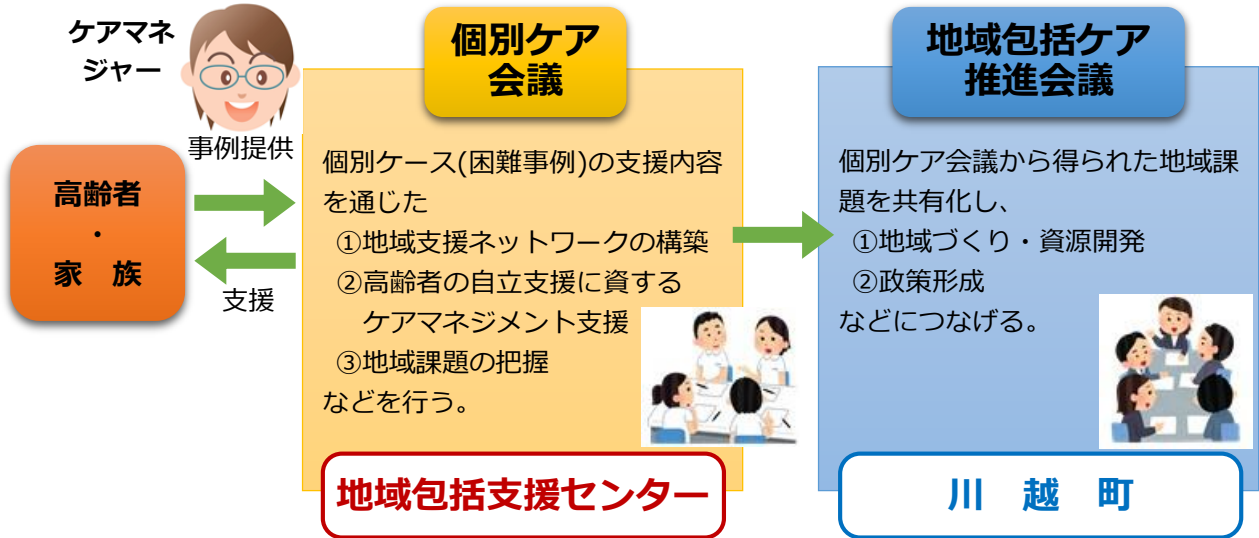 ケアマネ
ジャー
事例提供
高齢者
・
家　族
支援
個別ケア
会議
個別ケース(困難事例)の支援内容
を通じた
①地域支援ネットワークの構築
②高齢者の自立支援に資する
ケアマネジメント支援
③地域課題の把握
などを行う。
地域包括支援センター
地域包括ケア
推進会議
個別ケア会議から得られた地域課
題を共有化し、
①地域づくり・資源開発
②政策形成
などにつなげる。
川　越　町